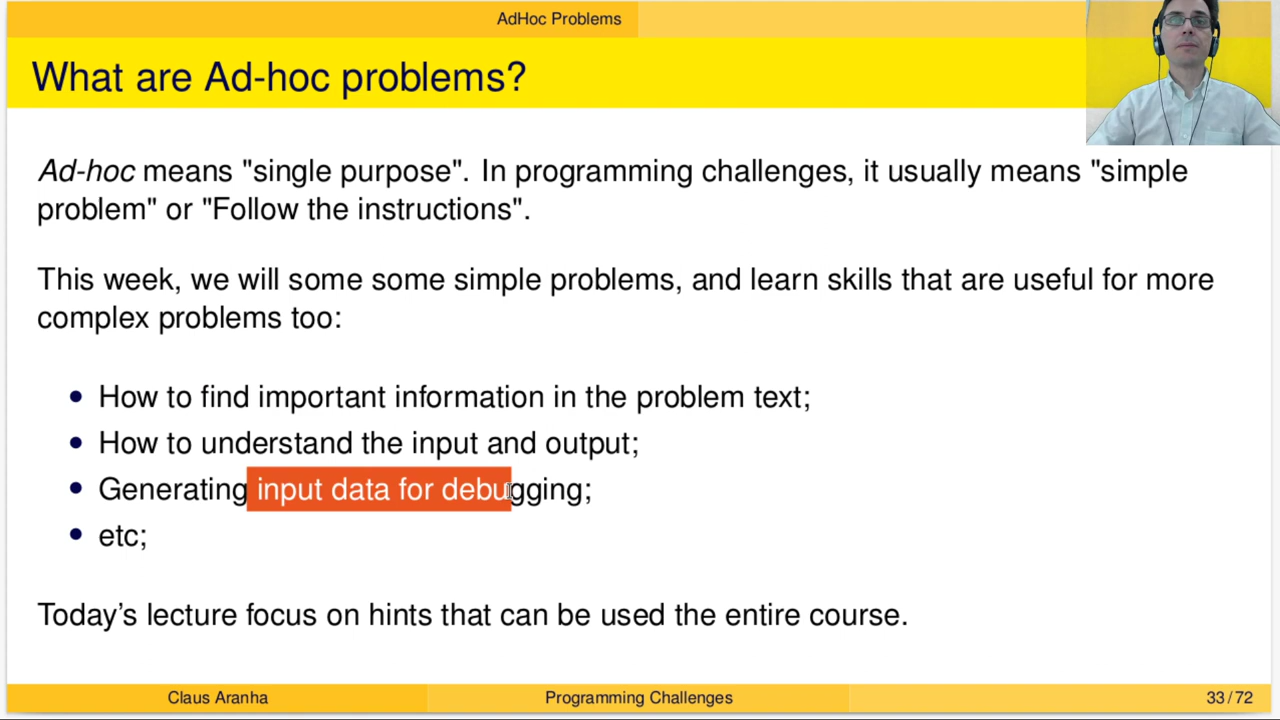 AdHoc Problems
What are Ad-hoc problems?
Ad-hoc means "single purpose". In programming challenges, it usually means "simple
problem" or "Follow the instructions".
This week, we will some some simple problems, and learn skills that are useful for more
complex problems too:
• How to find important information in the problem text;
• How to understand the input and output;
• Generating input data for debugging;
• etc;
Today's lecture focus on hints that can be used the entire course.
Claus Aranha
Programming Challenges
33/72